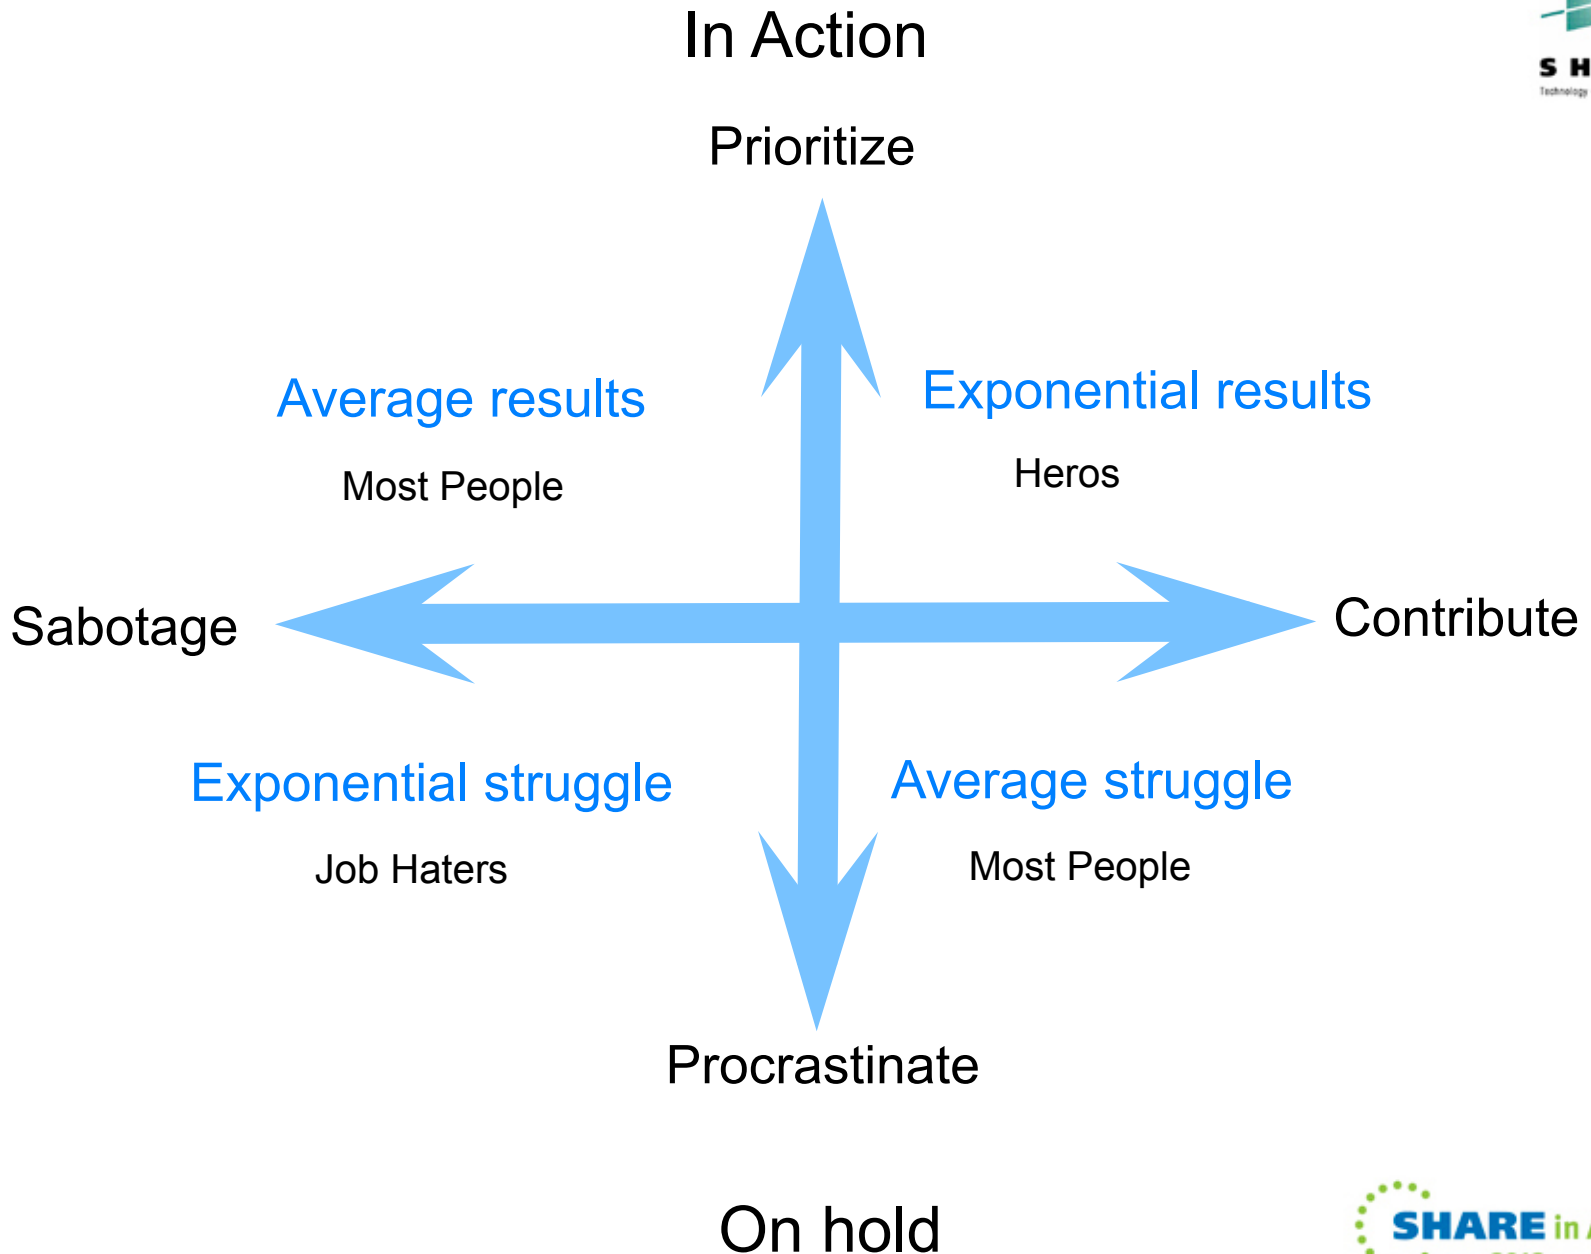 In Action
S H
Technology
Prioritize
Average results
Exponential results
Most People
Heros
Sabotage
Contribute
Exponential struggle
Average struggle
Job Haters
Most People
Procrastinate
On hold
SHARE in